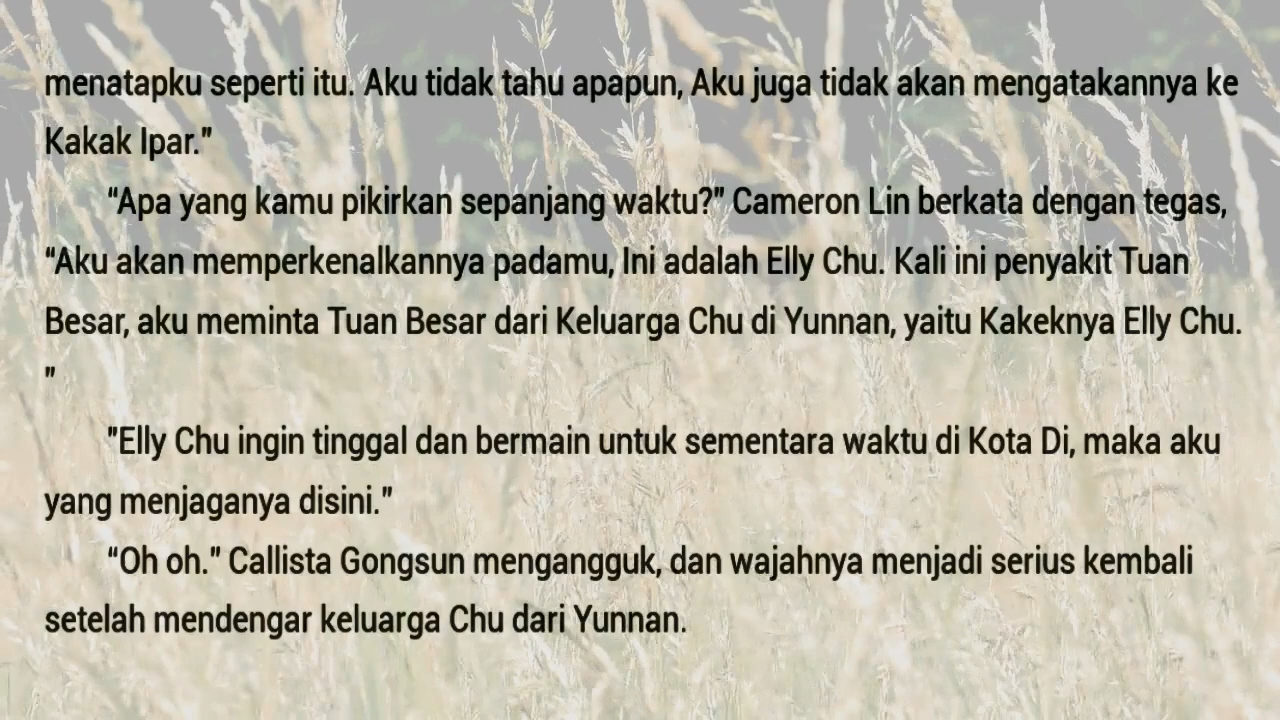 menatapku seperti itu. Aku tidak tahu apapun, Aku juga tidak akan mengatakannya ke
Kakak Ipar.”
“Apa yang kamu pikirkan sepanjang waktu?” Cameron Lin berkata dengan tegas,
“Aku akan memperkenalkannya padamu, Ini adalah Elly Chu. Kali ini penyakit Tuan
Besar, aku meminta Tuan Besar dari Keluarga Chu di Yunnan, yaitu Kakeknya Elly Chu.
”
"Elly Chu ingin tinggal dan bermain untuk sementara waktu di Kota Di, maka aku
yang menjaganya disini.”
“Oh oh.” Callista Gongsun mengangguk, dan wajahnya menjadi serius kembali
setelah mendengar keluarga Chu dari Yunnan.